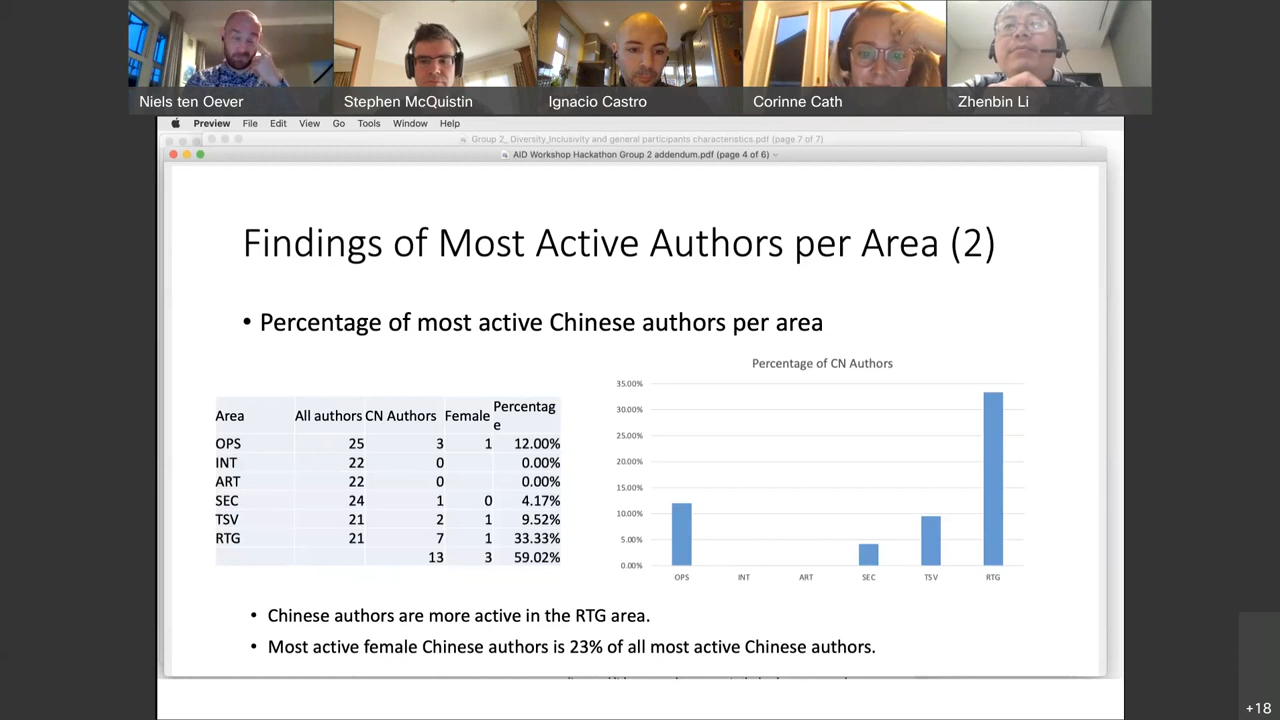 Niels ten Oever
Stephen McQuistin
Ignacio Castro
Corinne Cath
Zhenbin Li
Preview File Edit View Go Tools Window Help
Group 2_ Diversity_Inclusivity and general participants characteristics.pdf (page 7 of 7)
AID Workshop Hackathon Group 2 addendum.pdf (page 4 of 6)
Findings of Most Active Authors per Area (2)
• Percentage of most active Chinese authors per area
Area All authors CN Authors Female Percentag
e
OPS 25 3 1 12.00%
INT 22 0 0.00%
ART 22 0 0.00%
SEC 24 1 0 4.17%
TSV 21 2 1 9.52%
RTG 21 7 1 33.33%
13 3 59.02%
Percentage of CN Authors
35.00%
30.00%
25.00%
20.00%
15.00%
10.00%
5.00%
0.00%
OPS INT ART SEC TSV RTG
• Chinese authors are more active in the RTG area.
• Most active female Chinese authors is 23% of all most active Chinese authors.
+18